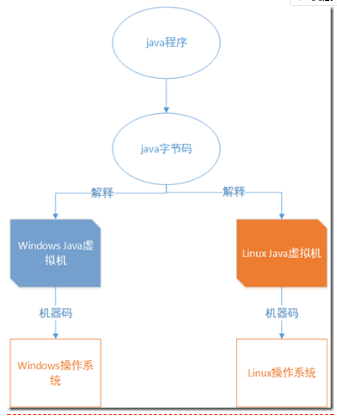 java程序
java字节码
解释
解释
Windows Java虚
拟机
Linux Java虚拟机
机器码
机器码
Windows操作系
统
Linux操作系统